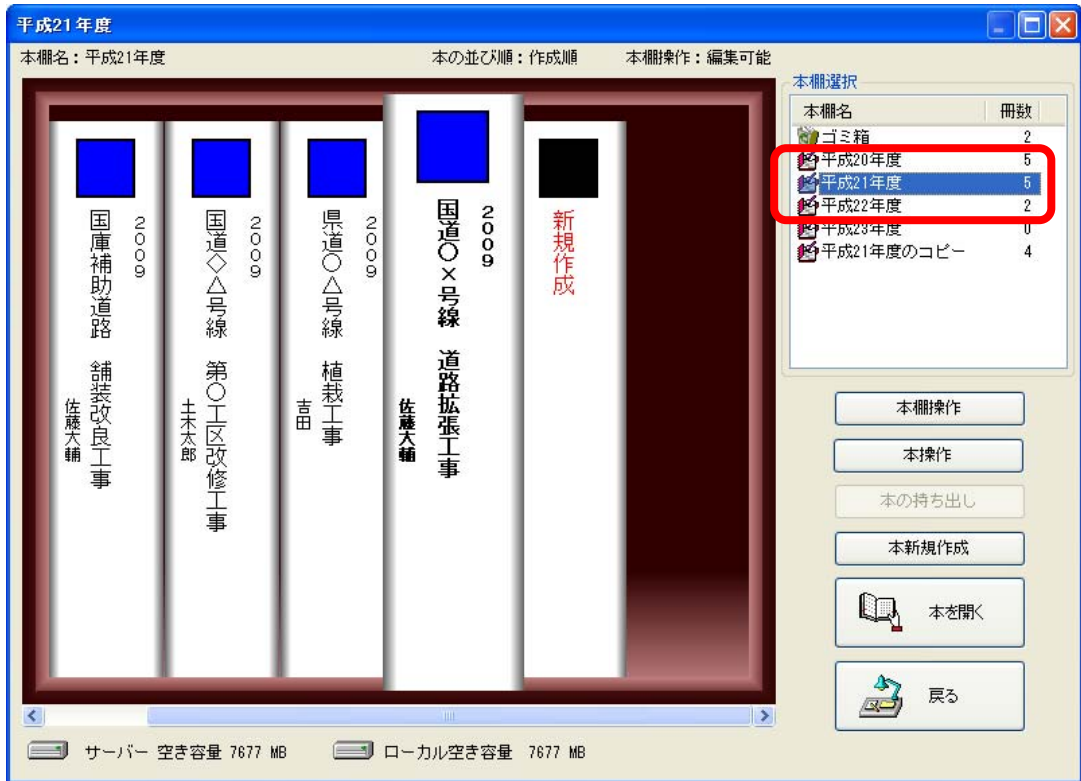 平成21年度
本棚名：平成21年度
本の並び順：作成順
本棚操作：編集可能
新規作成
2009
国道○×号線　道路拡張工事
佐藤大輔
2009
県道○△号線　植栽工事
吉田
2009
国道◇△号線　第○工区改修工事
土木太郎
2009
国庫補助道路　舗装改良工事
佐藤大輔
本棚選択
本棚名 冊数
ゴミ箱 2
平成20年度 5
平成21年度 5
平成22年度 2
平成23年度 0
平成21年度のコピー 4
本棚操作
本操作
本の持ち出し
本新規作成
本を開く
戻る
サーバー 空き容量 7677 MB
ローカル空き容量 7677 MB